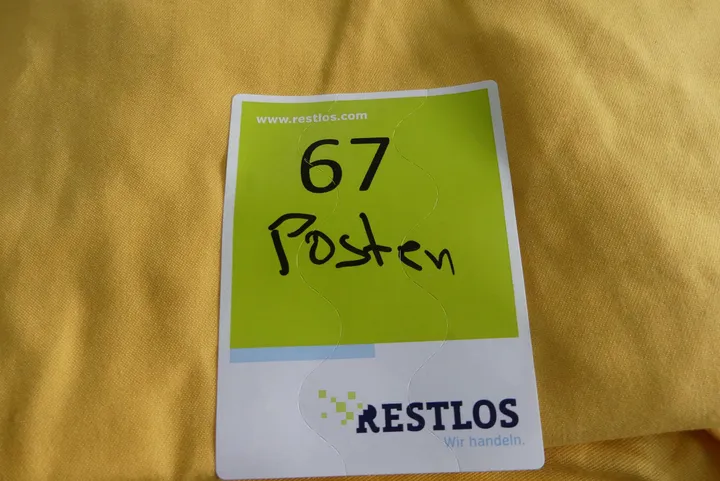 www.restlos.com
67
Posten
RESTLOS
Wir handeln.